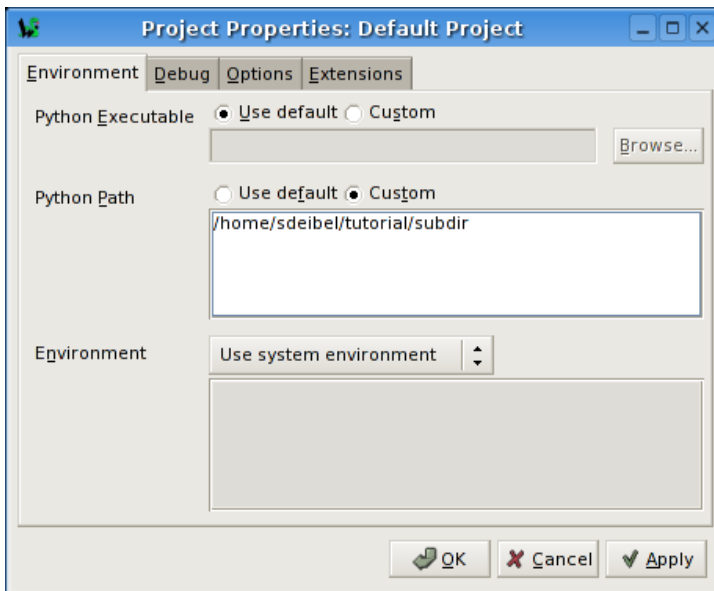 Project Properties: Default Project
Environment Debug Options Extensions
Python Executable Use default Custom
Browse...
Python Path Use default Custom
/home/sdeibel/tutorial/subdir
Environment Use system environment
OK Cancel Apply